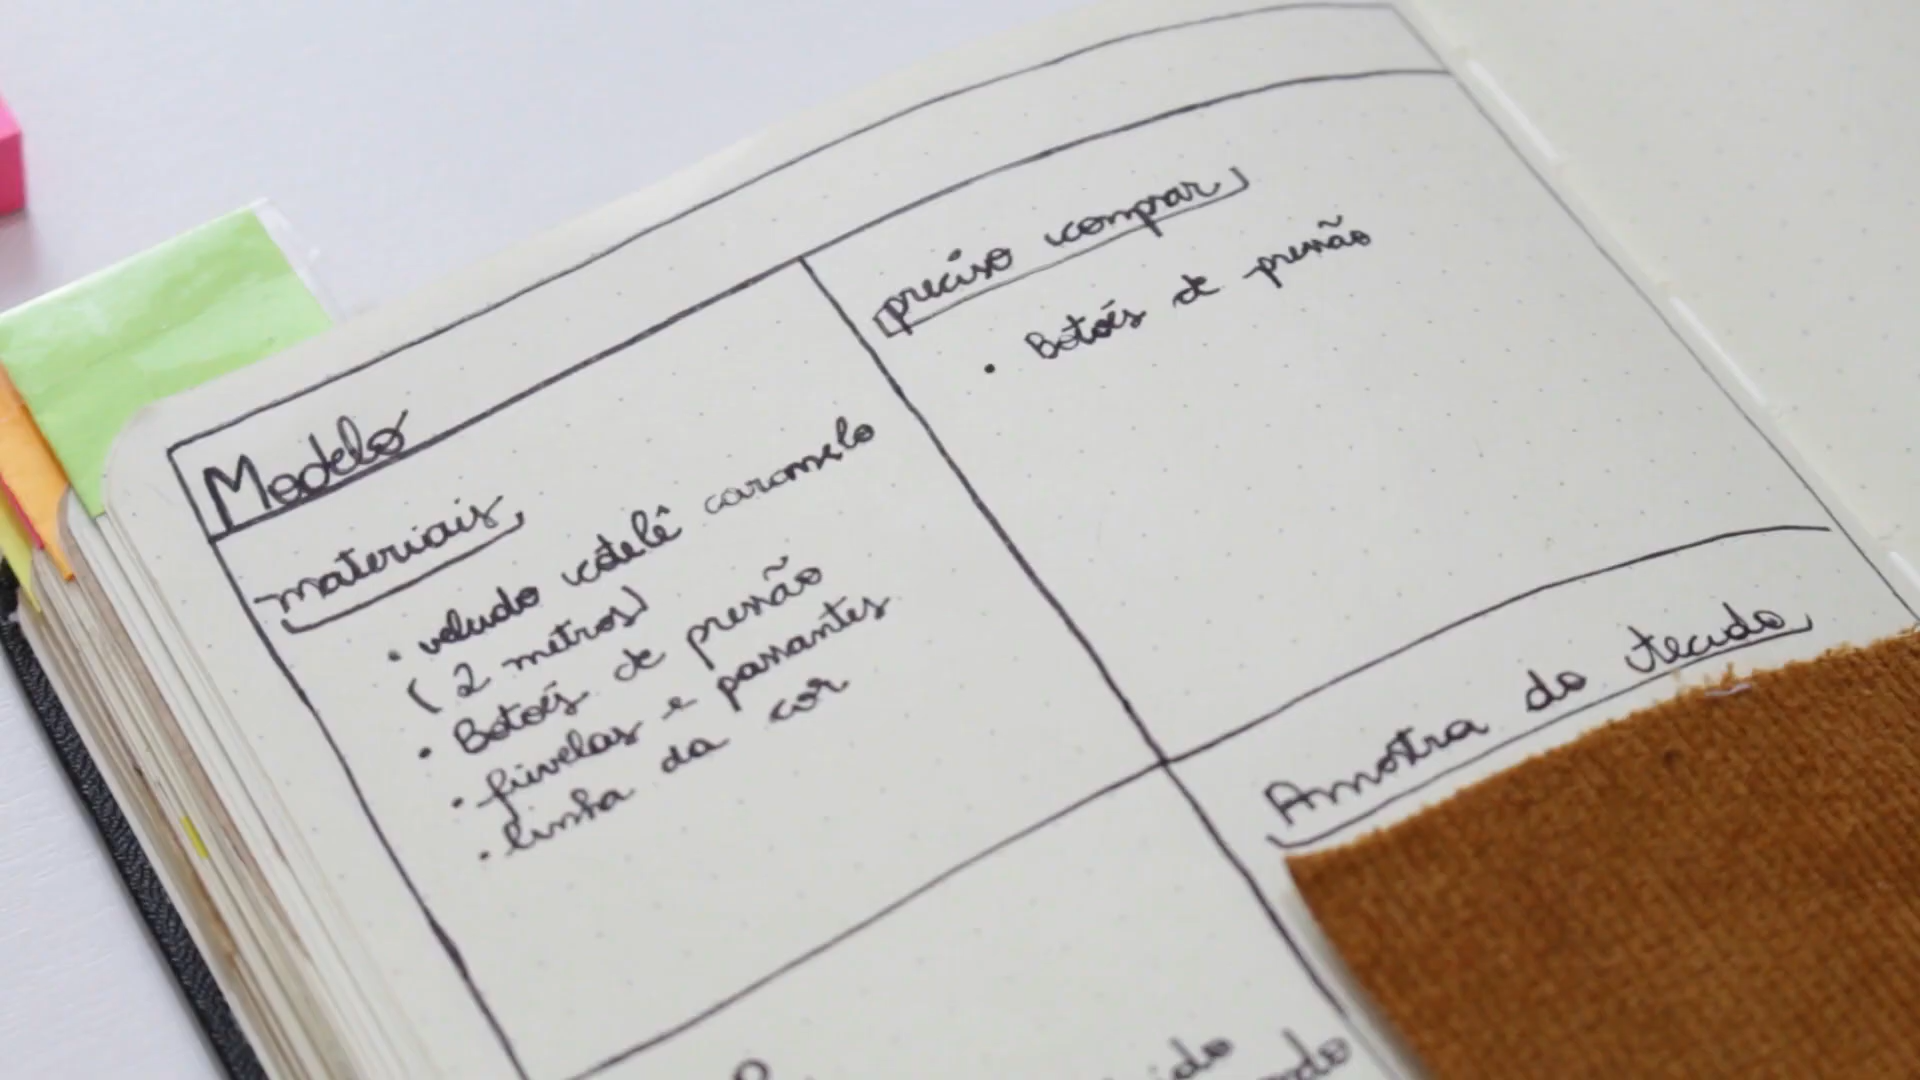 Modelo
materiais
• veludo cotelê caramelo
( 2 metros)
• Botões de pressão
• fivelas e passantes
• linha da cor
preciso comprar
• Botões de pressão
Amostra do tecido